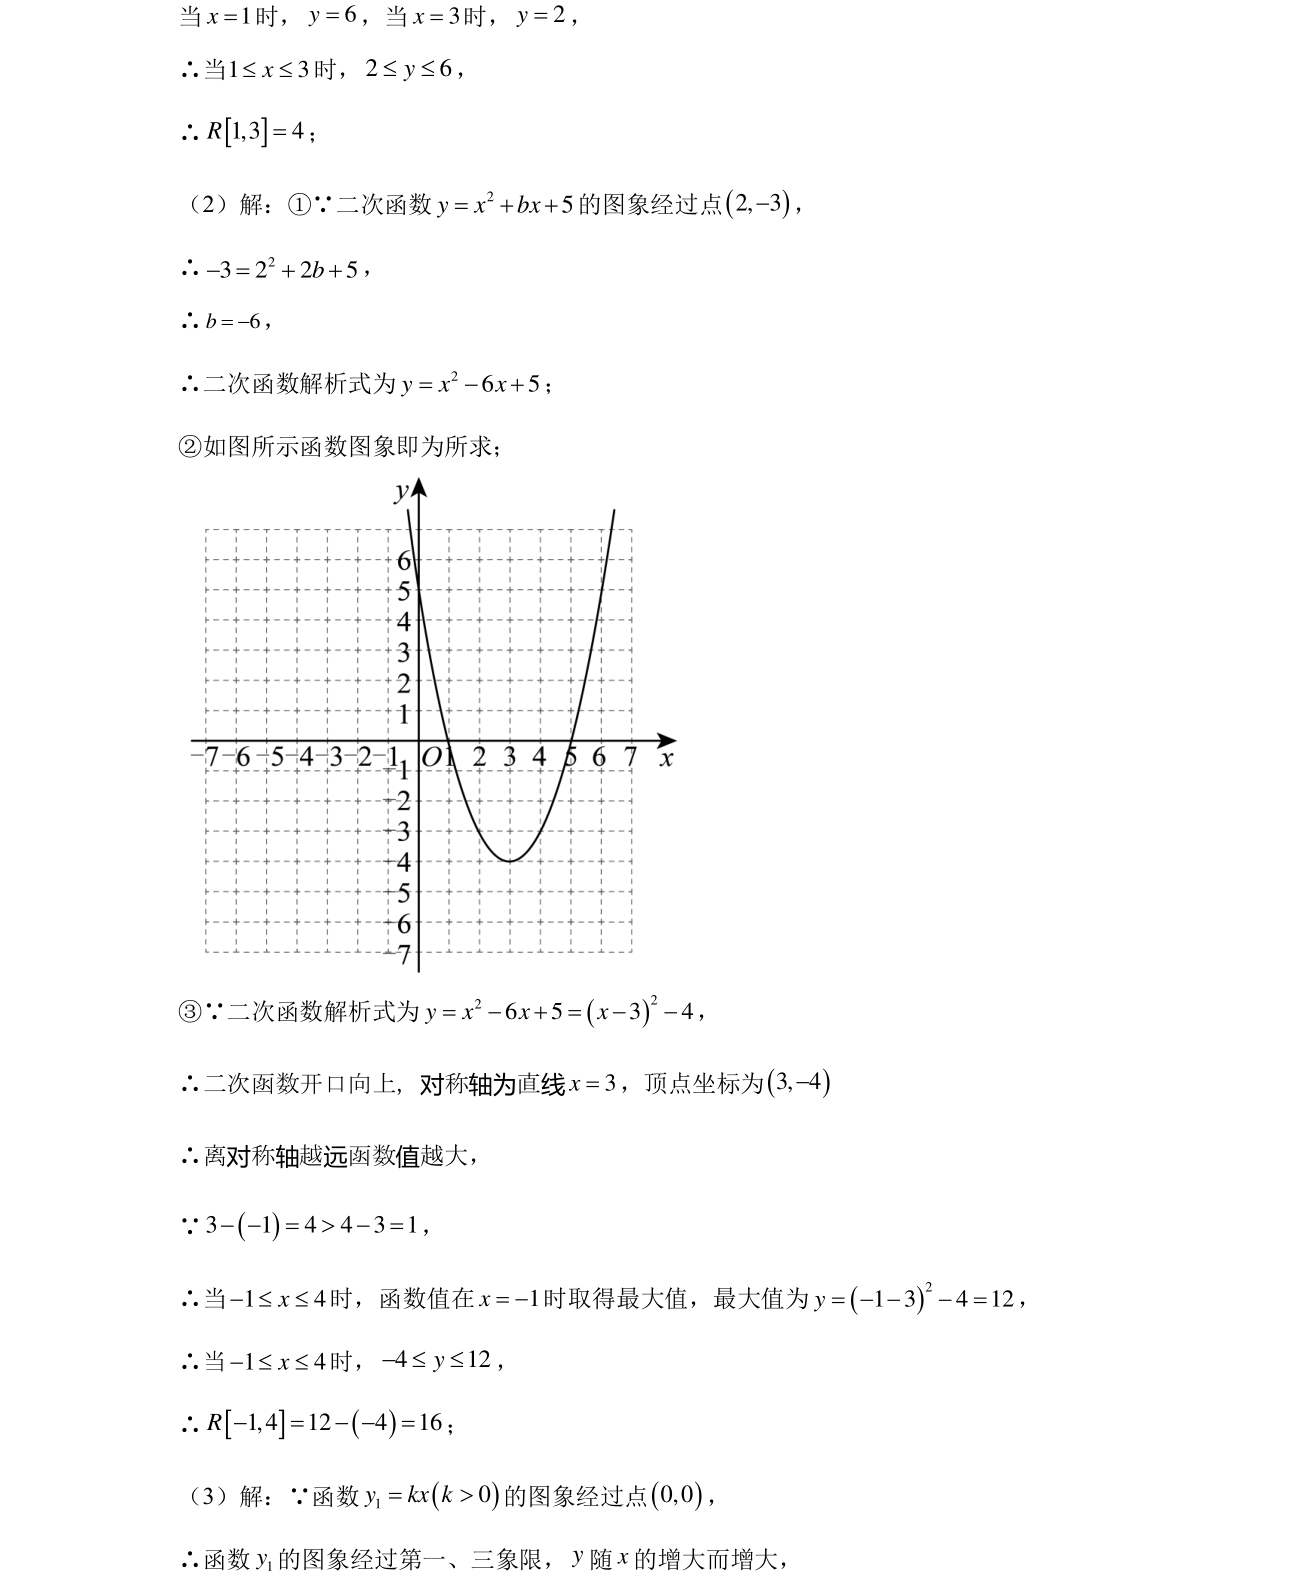 当x=1时，y=6，当x=3时，y=2，
∴当1≤x≤3时，2≤y≤6，
∴R[1,3]=4；
（2）解：①∵二次函数y=x²+bx+5的图象经过点(2,−3)，
∴−3=2²+2b+5，
∴b=−6，
∴二次函数解析式为y=x²−6x+5；
②如图所示函数图象即为所求；
y
6
5
4
3
2
1
−7 −6 −5 −4 −3 −2 −1 O 1 2 3 4 5 6 7 x
−1
−2
−3
−4
−5
−6
−7
③∵二次函数解析式为y=x²−6x+5=(x−3)²−4，
∴二次函数开口向上，对称轴为直线x=3，顶点坐标为(3,−4)
∴离对称轴越远函数值越大，
∵3−(−1)=4>4−3=1，
∴当−1≤x≤4时，函数值在x=−1时取得最大值，最大值为y=(−1−3)²−4=12，
∴当−1≤x≤4时，−4≤y≤12，
∴R[−1,4]=12−(−4)=16；
（3）解：∵函数y₁=kx(k>0)的图象经过点(0,0)，
∴函数y₁的图象经过第一、三象限，y随x的增大而增大，